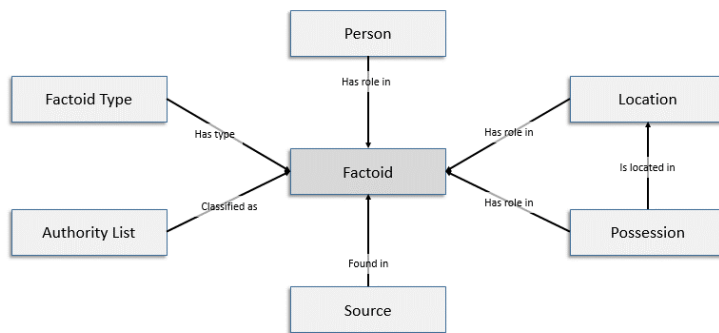 Person
Has role in
Factoid Type
Location
Has type
Has role in
Factoid
Is located in
Classified as
Has role in
Authority List
Possession
Found in
Source